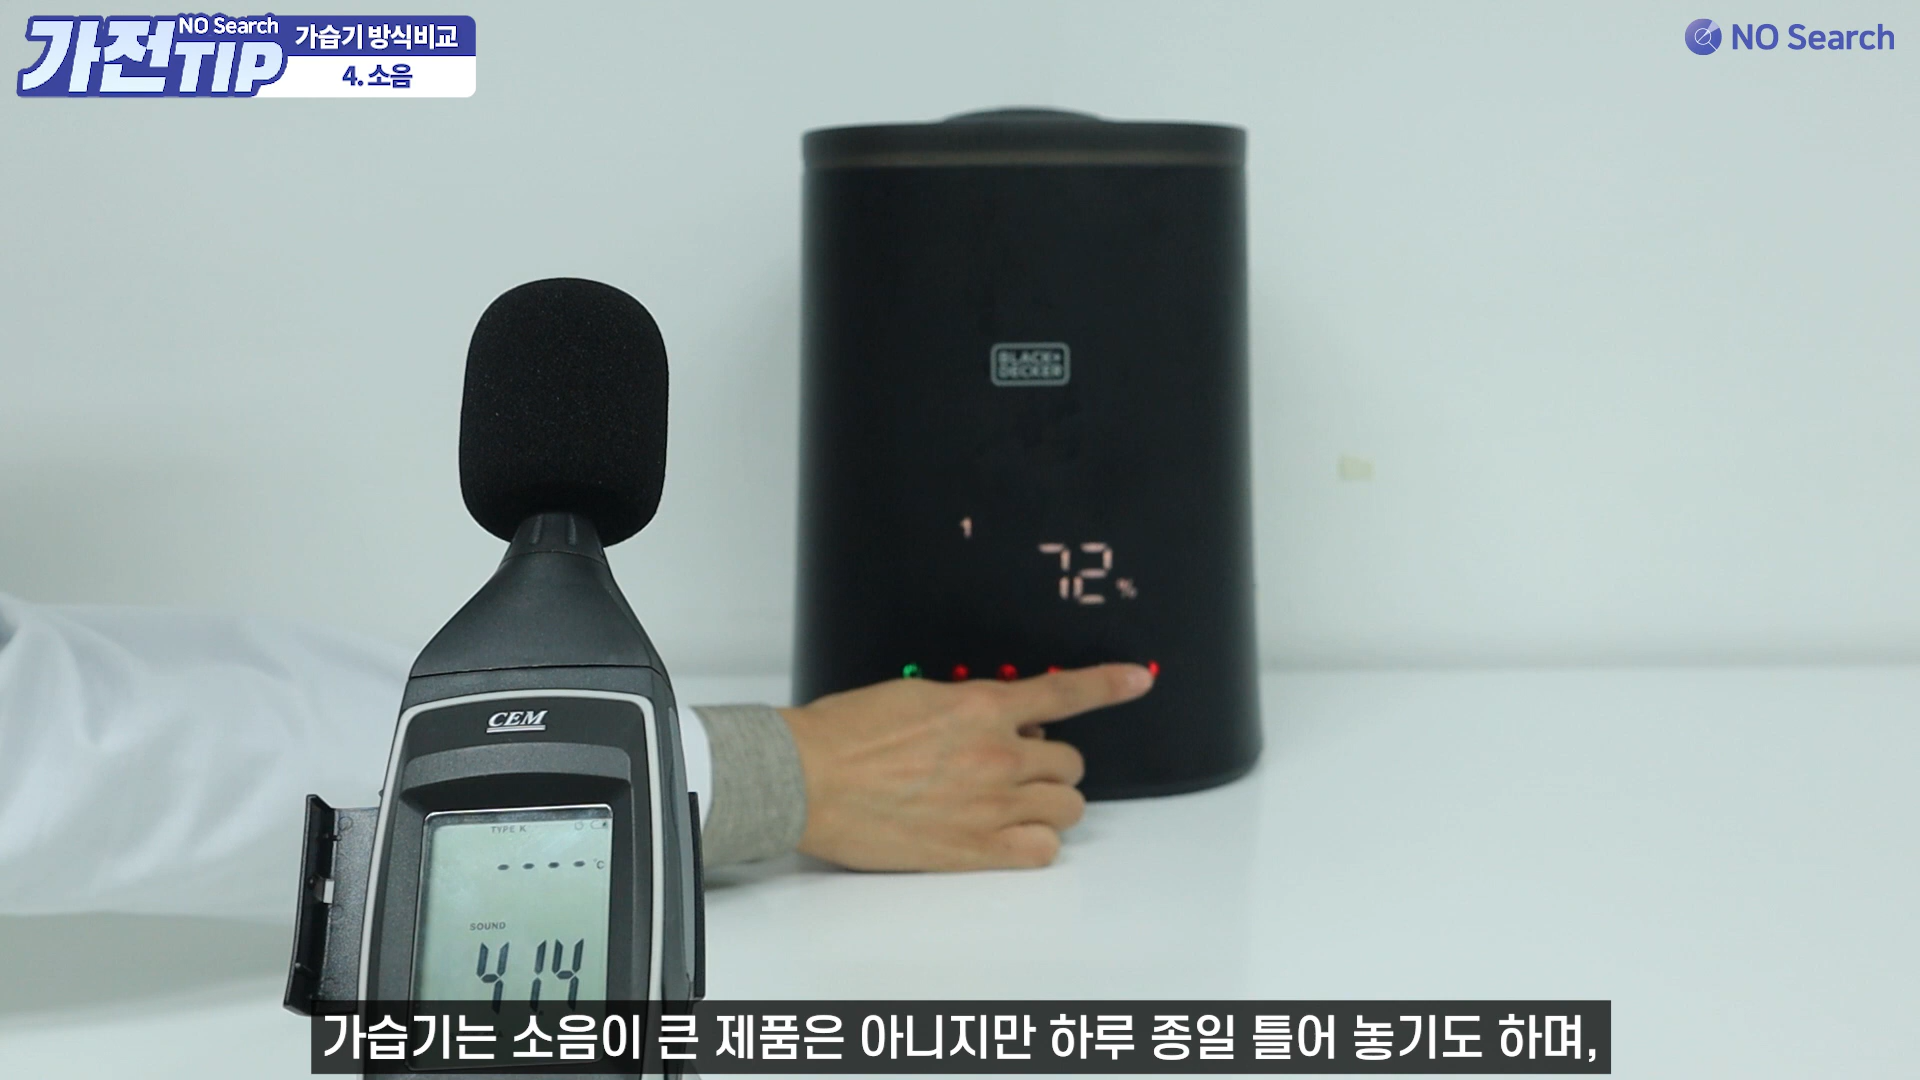 가전TIP
NO Search
가습기 방식비교
4. 소음
NO Search
BLACK+
DECKER
1
72%
CEM
TYPE K
- - - - °C
SOUND
41.4
가습기는 소음이 큰 제품은 아니지만 하루 종일 틀어 놓기도 하며,